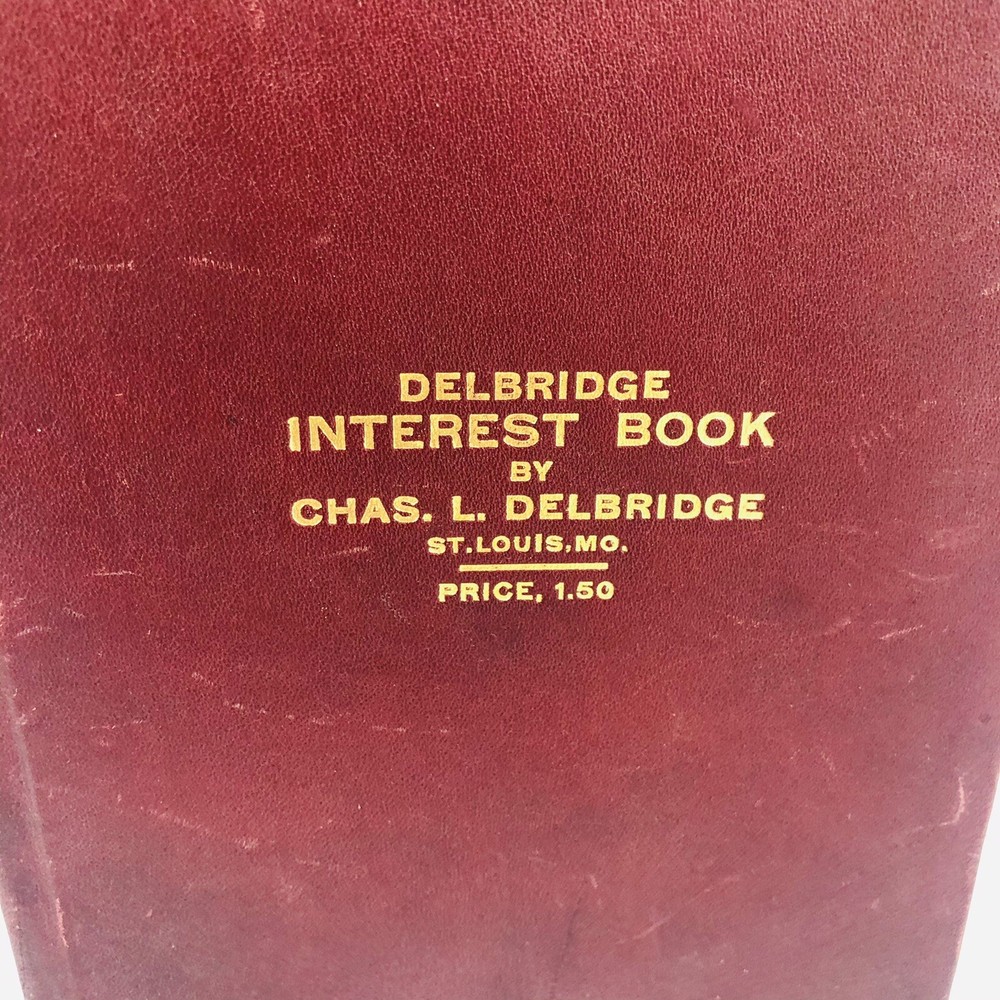 DELBRIDGE
INTEREST BOOK
BY
CHAS. L. DELBRIDGE
ST. LOUIS, MO.
PRICE, 1.50